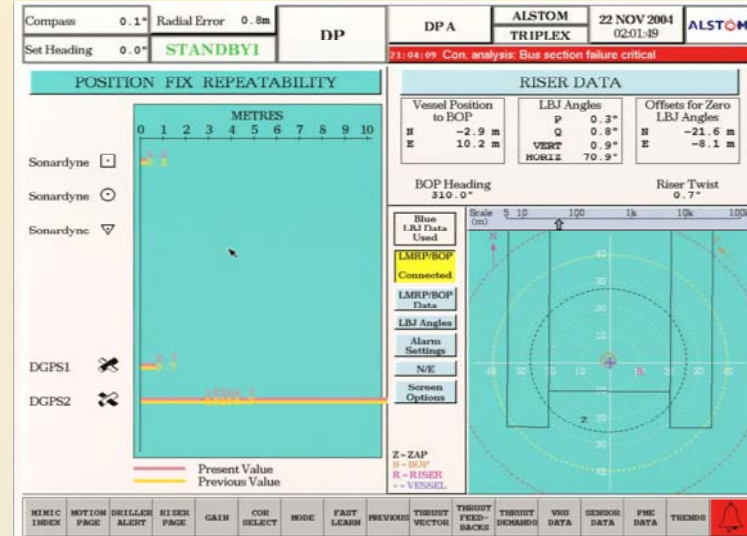 Compass 0.1° Radial Error 0.8m
Set Heading 0.0° STANDBY1
DP
DP A
ALSTOM
TRIPLEX
22 NOV 2004
02:01:49
ALSTOM
21:04:09 Con. analysis: Bus section failure critical
POSITION FIX REPEATABILITY
METRES
0 1 2 3 4 5 6 7 8 9 10
Sonardyne
Sonardyne
Sonardyne
DGPS1
DGPS2
Present Value
Previous Value
RISER DATA
Vessel Position
to BOP
N -2.9 m
E 10.2 m
LBJ Angles
P 0.3°
Q 0.8°
VERT 0.9°
HORIZ 70.9°
Offsets for Zero
LBJ Angles
N -21.6 m
E -8.1 m
BOP Heading
310.0°
Riser Twist
0.7°
Blue
LBJ Data
Used
LMRP/BOP
Connected
LMRP/BOP
Data
LBJ Angles
Alarm
Settings
N/E
Screen
Options
Z - ZAP
B - BOP
R - RISER
+ - VESSEL
Scale
(m)
5 10 100 1k 10k 100k
N
R
Z
MIMIC
INDEX
MOTION
PAGE
DRILLER
ALERT
RISER
PAGE
GAIN
COR
SELECT
MODE
FAST
LEARN
PREVIOUS
THRUST
VECTOR
THRUST
FEED-
BACKS
THRUST
DEMANDS
VRU
DATA
SENSOR
DATA
PME
DATA
TRENDS